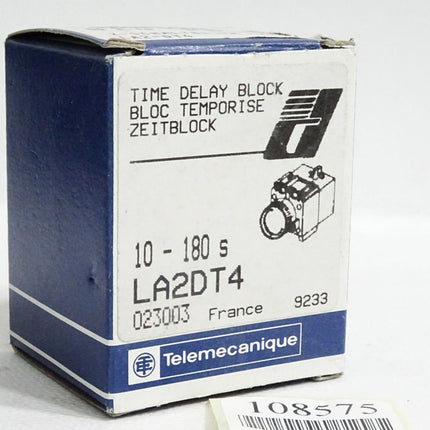 TIME DELAY BLOCK
BLOC TEMPORISE
ZEITBLOCK
10 - 180 s
LA2DT4
023003 France 9233
Telemecanique
108575